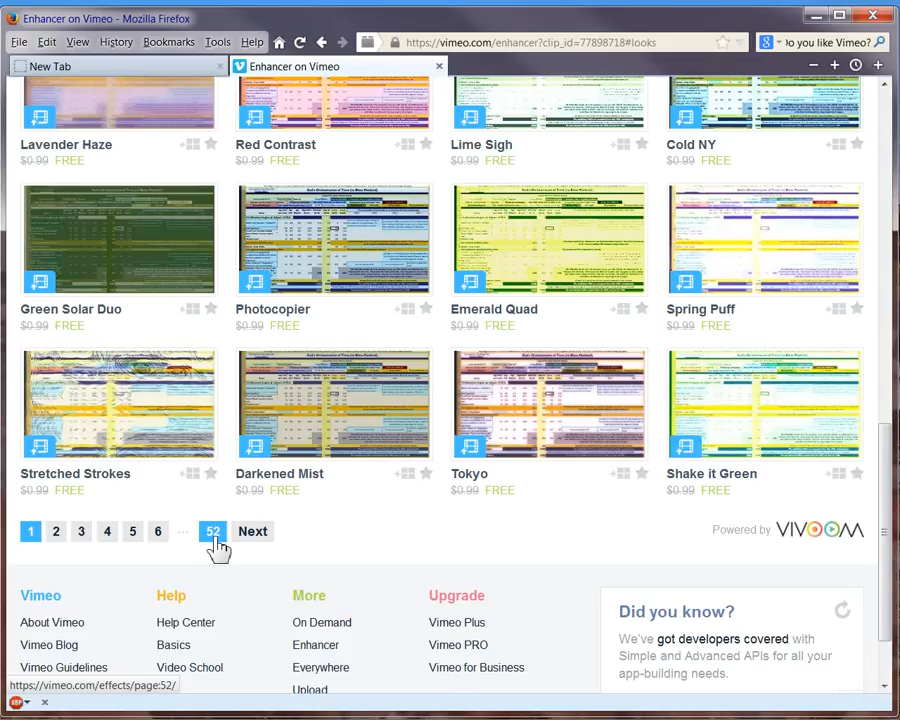 Enhancer on Vimeo - Mozilla Firefox
File Edit View History Bookmarks Tools Help
https://vimeo.com/enhancer?clip_id=77898718#looks
o you like Vimeo?
New Tab
Enhancer on Vimeo
Lavender Haze Red Contrast Lime Sigh Cold NY
$0.99 FREE $0.99 FREE $0.99 FREE $0.99 FREE
Green Solar Duo Photocopier Emerald Quad Spring Puff
$0.99 FREE $0.99 FREE $0.99 FREE $0.99 FREE
Stretched Strokes Darkened Mist Tokyo Shake it Green
$0.99 FREE $0.99 FREE $0.99 FREE $0.99 FREE
1 2 3 4 5 6 ... 52 Next
Powered by VIVOOM
Vimeo Help More Upgrade
About Vimeo Help Center On Demand Vimeo Plus
Vimeo Blog Basics Enhancer Vimeo PRO
Vimeo Guidelines Video School Everywhere Vimeo for Business
Upload
Did you know?
We've got developers covered with
Simple and Advanced APIs for all your
app-building needs.
https://vimeo.com/effects/page:52/
ABP